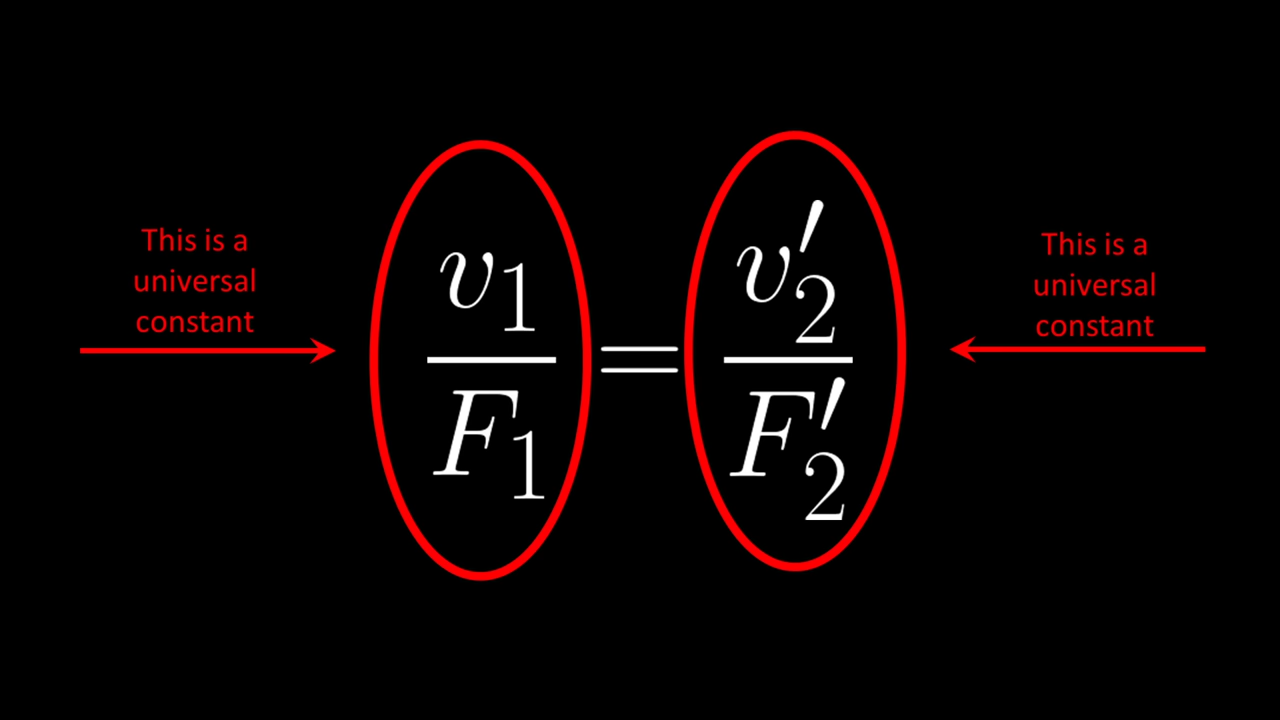 This is a
universal
constant
v₁/F₁ = v′₂/F′₂
This is a
universal
constant